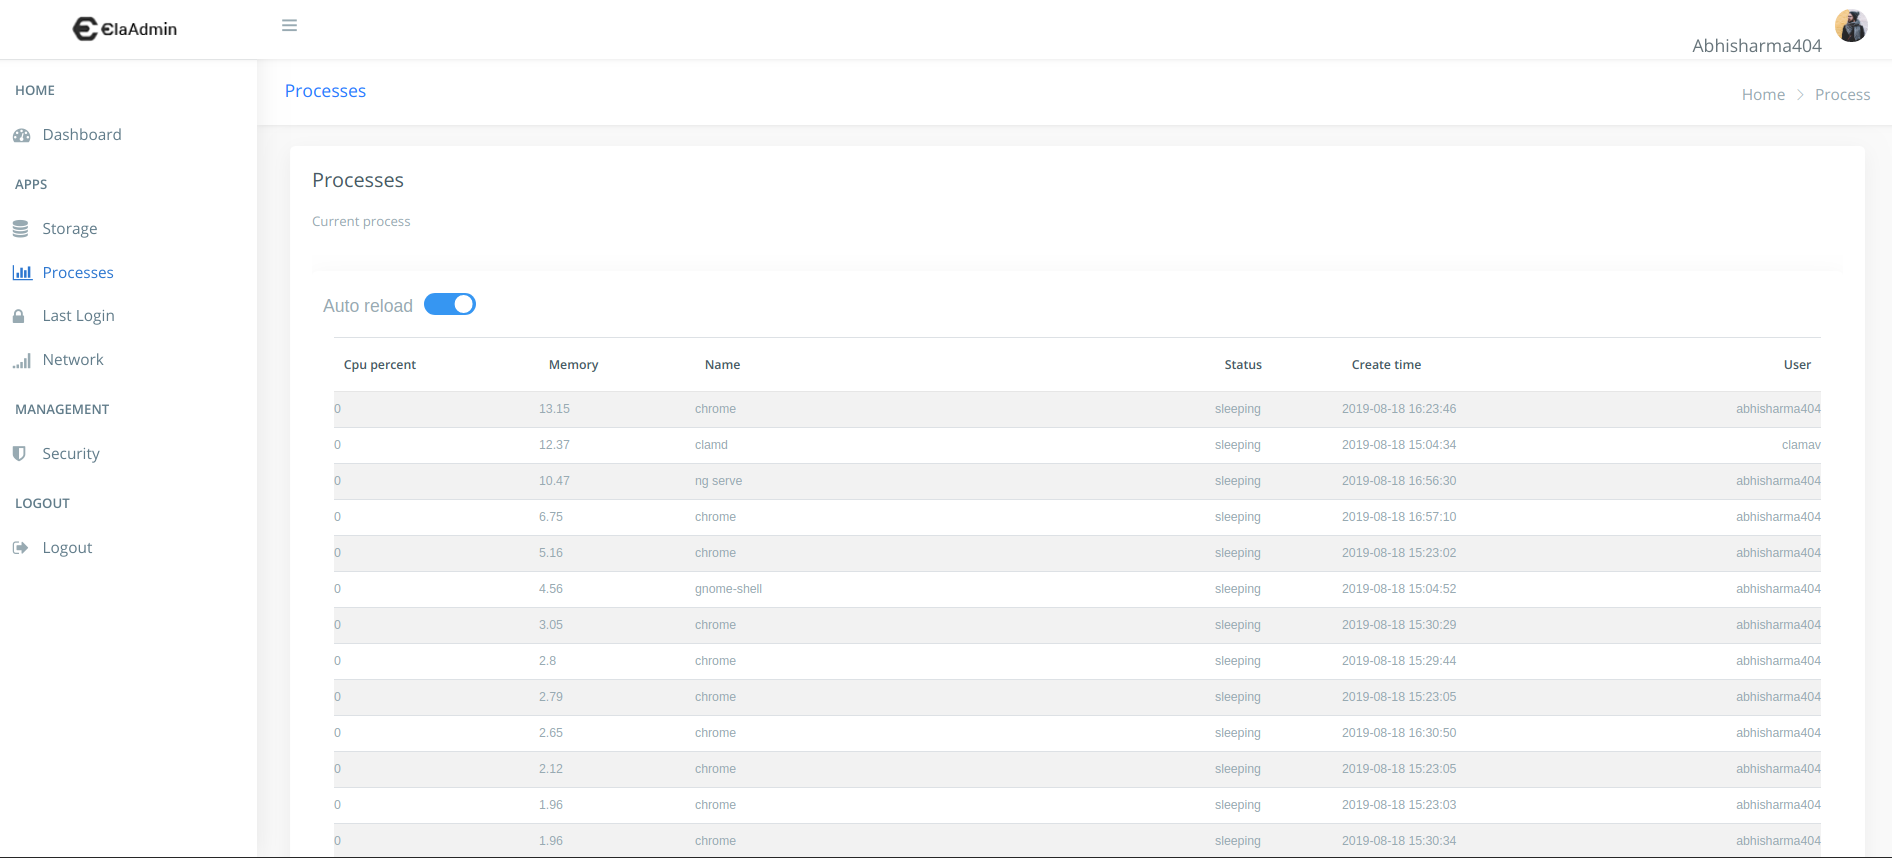 ElaAdmin
Abhisharma404
HOME
Dashboard
APPS
Storage
Processes
Last Login
Network
MANAGEMENT
Security
LOGOUT
Logout
Processes
Home > Process
Processes
Current process
Auto reload
Cpu percent Memory Name Status Create time User
0 13.15 chrome sleeping 2019-08-18 16:23:46 abhisharma404
0 12.37 clamd sleeping 2019-08-18 15:04:34 clamav
0 10.47 ng serve sleeping 2019-08-18 16:56:30 abhisharma404
0 6.75 chrome sleeping 2019-08-18 16:57:10 abhisharma404
0 5.16 chrome sleeping 2019-08-18 15:23:02 abhisharma404
0 4.56 gnome-shell sleeping 2019-08-18 15:04:52 abhisharma404
0 3.05 chrome sleeping 2019-08-18 15:30:29 abhisharma404
0 2.8 chrome sleeping 2019-08-18 15:29:44 abhisharma404
0 2.79 chrome sleeping 2019-08-18 15:23:05 abhisharma404
0 2.65 chrome sleeping 2019-08-18 16:30:50 abhisharma404
0 2.12 chrome sleeping 2019-08-18 15:23:05 abhisharma404
0 1.96 chrome sleeping 2019-08-18 15:23:03 abhisharma404
0 1.96 chrome sleeping 2019-08-18 15:30:34 abhisharma404